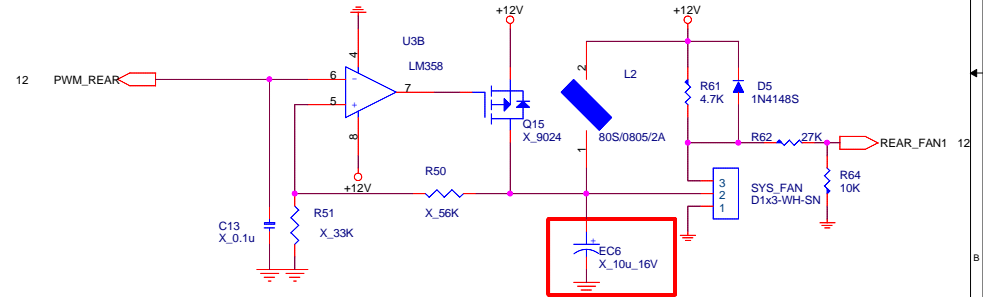 +12V
+12V
U3B
LM358
4
12 PWM_REAR
6
5
7
8
+12V
Q15
X_9024
2
L2
80S/0805/2A
1
R61
4.7K
D5
1N4148S
R62
27K
REAR_FAN1 12
R64
10K
3
2
1
SYS_FAN
D1x3-WH-SN
R50
X_56K
R51
X_33K
C13
X_0.1u
+
EC6
X_10u_16V
B